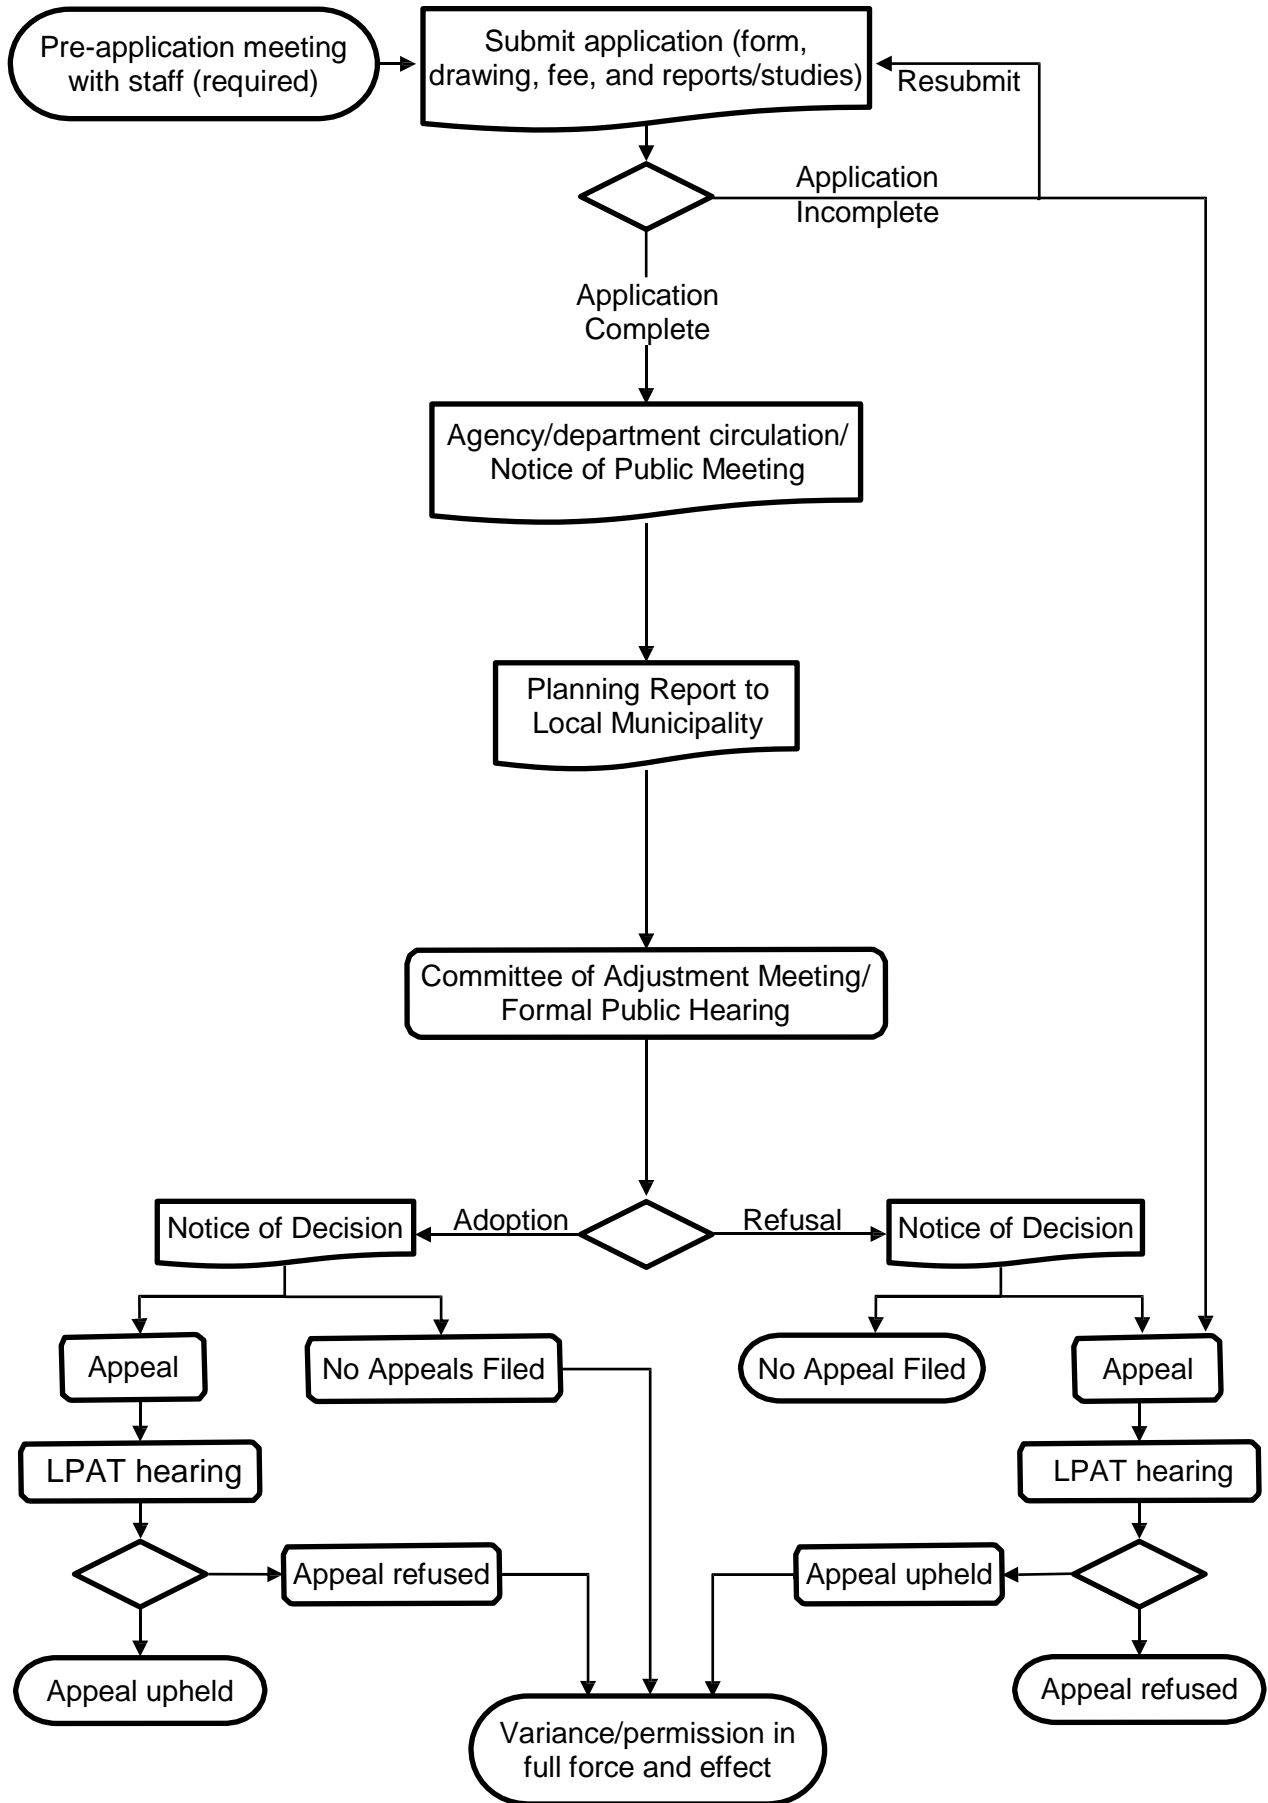 Pre-application meeting
with staff (required)
Submit application (form,
drawing, fee, and reports/studies)
Resubmit
Application
Incomplete
Application
Complete
Agency/department circulation/
Notice of Public Meeting
Planning Report to
Local Municipality
Committee of Adjustment Meeting/
Formal Public Hearing
Notice of Decision
Adoption
Refusal
Notice of Decision
Appeal
No Appeals Filed
No Appeal Filed
Appeal
LPAT hearing
LPAT hearing
Appeal refused
Appeal upheld
Appeal upheld
Appeal refused
Variance/permission in
full force and effect